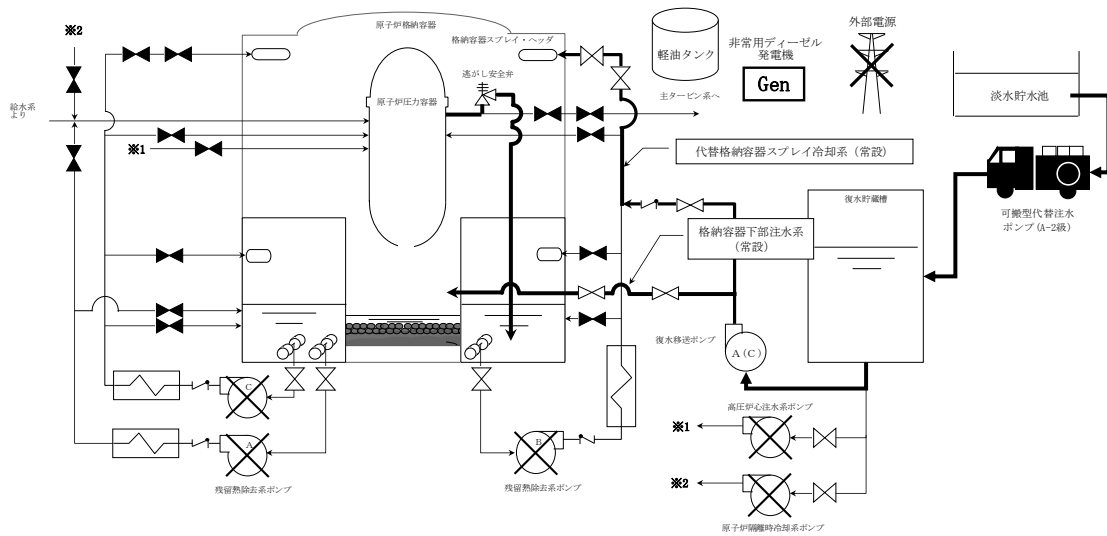 ※2
原子炉格納容器
格納容器スプレイ・ヘッダ
逃がし安全弁
原子炉圧力容器
給水系
より
※1
軽油タンク
非常用ディーゼル
発電機
Gen
外部電源
主タービン系へ
淡水貯水池
代替格納容器スプレイ冷却系(常設)
可搬型代替注水
ポンプ(A-2級)
復水貯蔵槽
格納容器下部注水系
(常設)
復水移送ポンプ
A(C)
C
A
B
残留熱除去系ポンプ
残留熱除去系ポンプ
高圧炉心注水系ポンプ
※1
※2
原子炉隔離時冷却系ポンプ